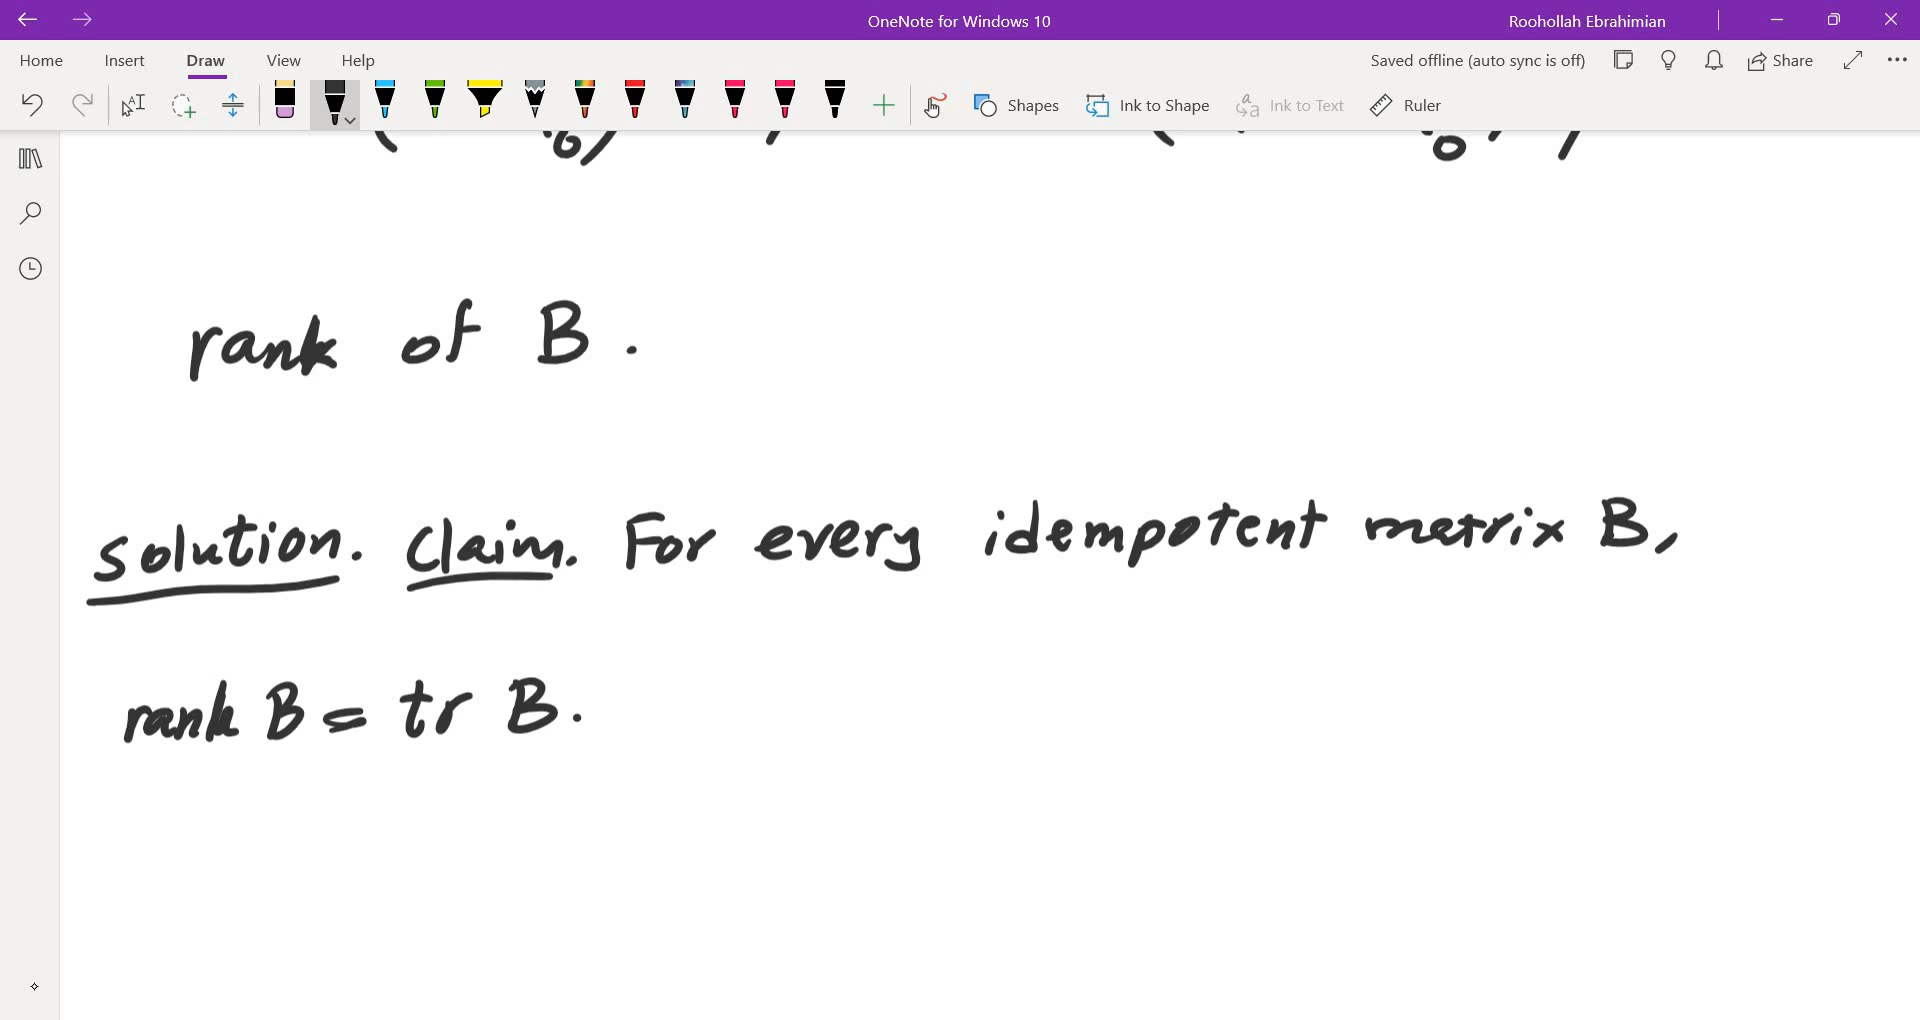 OneNote for Windows 10
Roohollah Ebrahimian
Home Insert Draw View Help
Saved offline (auto sync is off) Share
Shapes Ink to Shape Ink to Text Ruler
rank of B.
solution. Claim. For every idempotent matrix B,
rank B = tr B.